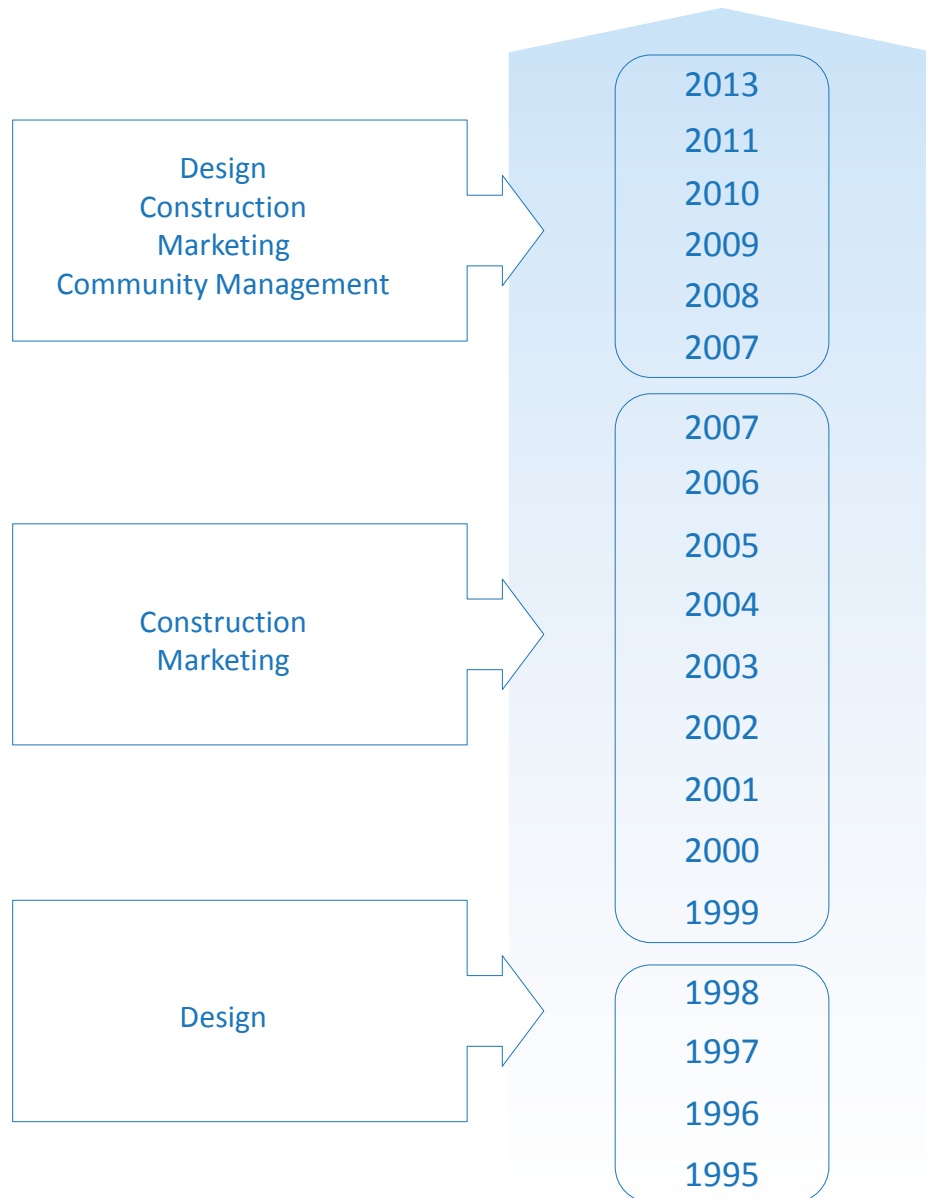 Design
Construction
Marketing
Community Management
2013
2011
2010
2009
2008
2007
Construction
Marketing
2007
2006
2005
2004
2003
2002
2001
2000
1999
Design
1998
1997
1996
1995